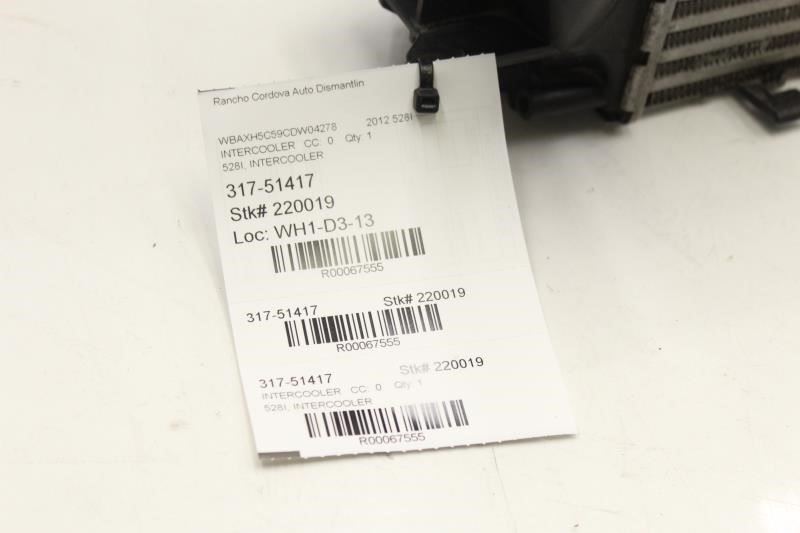 Rancho Cordova Auto Dismantlin
WBAXH5C59CDW04278 2012 528I
INTERCOOLER CC. 0 Qty 1
528I, INTERCOOLER
317-51417
Stk# 220019
Loc: WH1-D3-13
R00067555
317-51417 Stk# 220019
R00067555
317-51417 Stk# 220019
INTERCOOLER CC. 0 Qty 1
528I, INTERCOOLER
R00067555